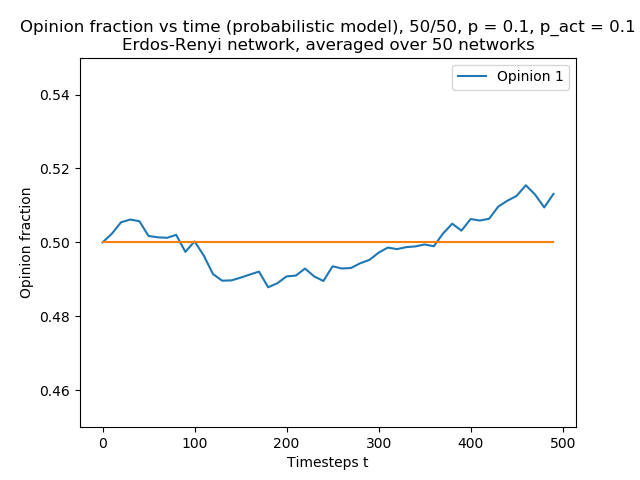 Opinion fraction vs time (probabilistic model), 50/50, p = 0.1, p_act = 0.1
Erdos-Renyi network, averaged over 50 networks
Opinion 1
0.54
0.52
0.50
0.48
0.46
Opinion fraction
0 100 200 300 400 500
Timesteps t